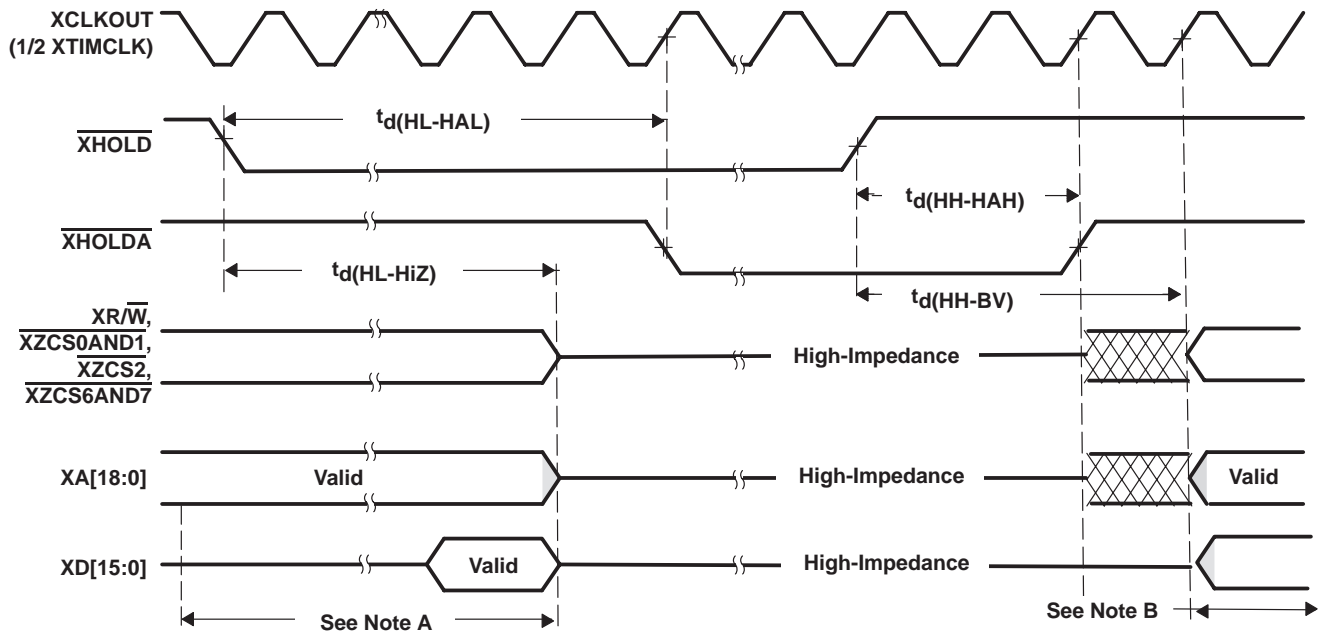 XCLKOUT
(1/2 XTIMCLK)
td(HL-HAL)
XHOLD
td(HH-HAH)
XHOLDA
td(HL-HiZ)
td(HH-BV)
XR/W,
XZCS0AND1,
XZCS2,
XZCS6AND7
High-Impedance
XA[18:0]
Valid
High-Impedance
Valid
XD[15:0]
Valid
High-Impedance
See Note A
See Note B